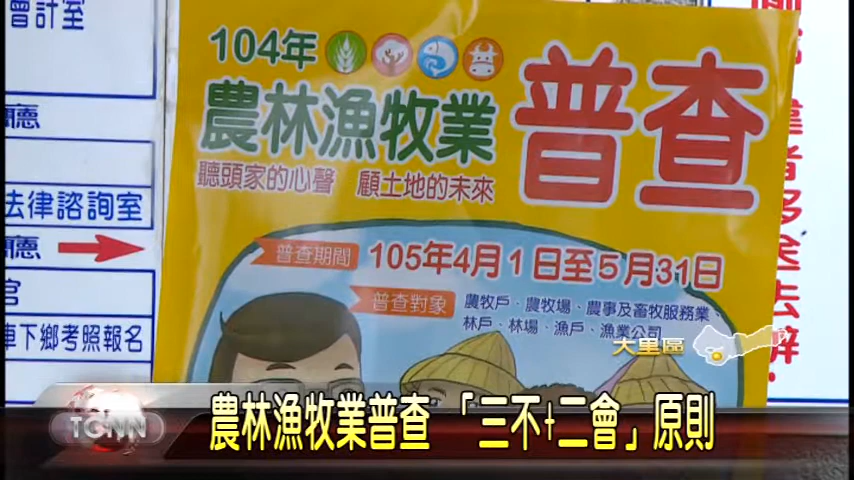 會計室
廳
法律諮詢室
廳
官
車下鄉考照報名
104年
農林漁牧業
普查
聽頭家的心聲 顧土地的未來
普查期間 105年4月1日至5月31日
普查對象 農牧戶、農牧場、農事及畜牧服務業、
林戶、林場、漁戶、漁業公司
大里區
TCNN
農林漁牧業普查 「三不+二會」原則